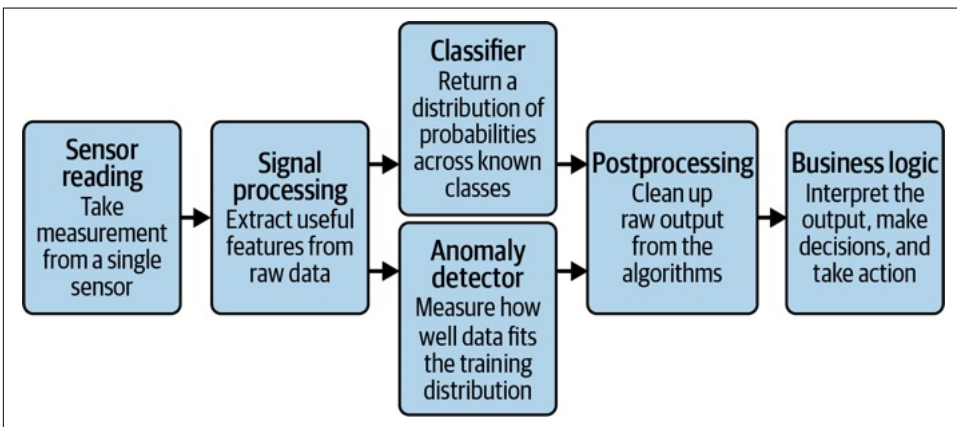 Sensor
reading
Take
measurement
from a single
sensor
Signal
processing
Extract useful
features from
raw data
Classifier
Return a
distribution of
probabilities
across known
classes
Anomaly
detector
Measure how
well data fits
the training
distribution
Postprocessing
Clean up
raw output
from the
algorithms
Business logic
Interpret the
output, make
decisions, and
take action